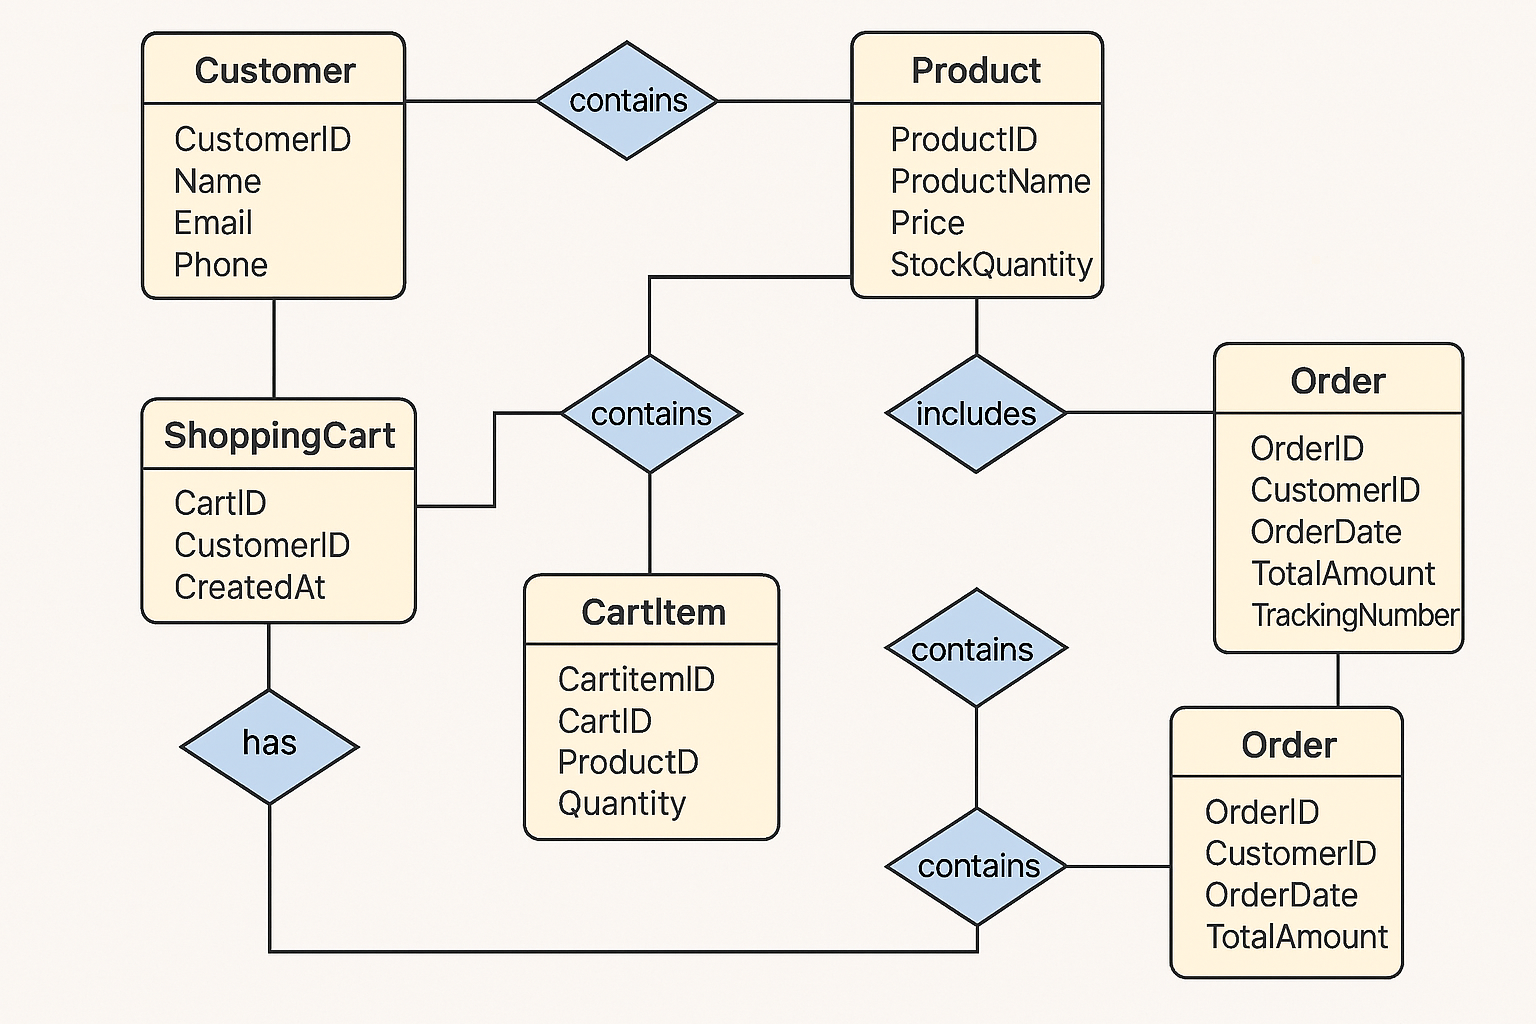 Customer
CustomerID
Name
Email
Phone
contains
Product
ProductID
ProductName
Price
StockQuantity
ShoppingCart
CartID
CustomerID
CreatedAt
contains
includes
Order
OrderID
CustomerID
OrderDate
TotalAmount
TrackingNumber
CartItem
CartitemID
CartID
ProductD
Quantity
contains
has
contains
Order
OrderID
CustomerID
OrderDate
TotalAmount